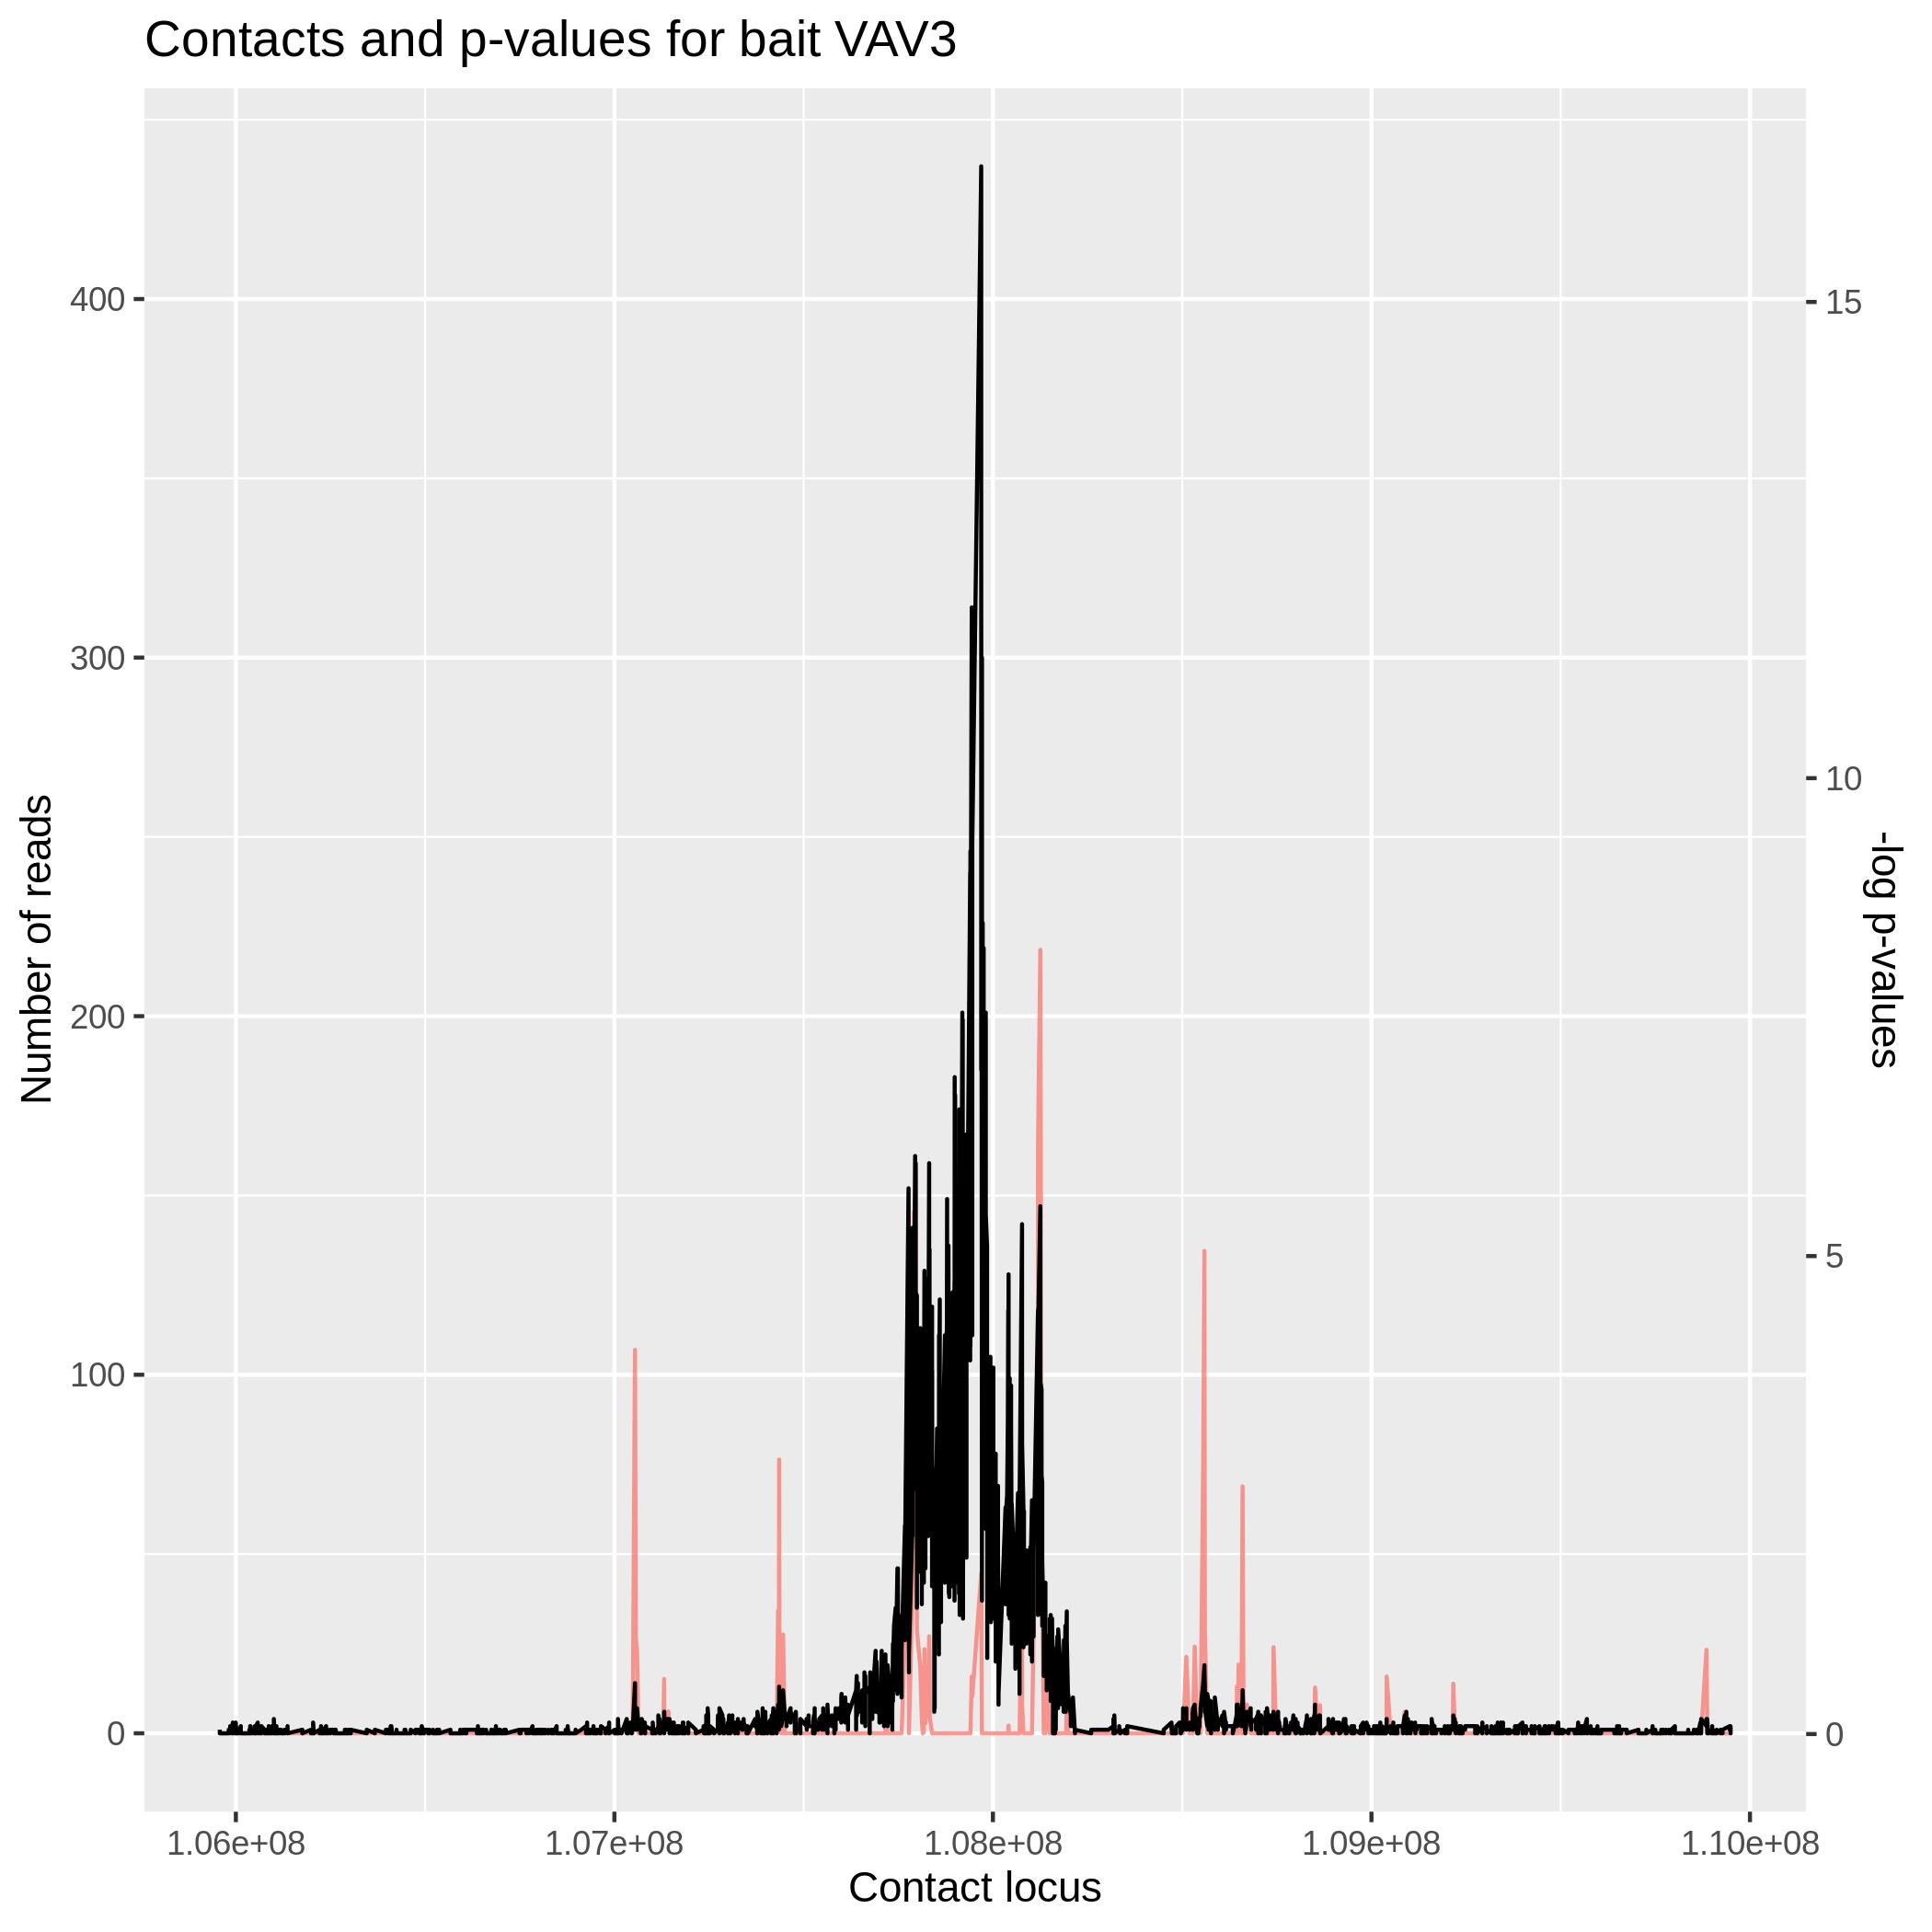 Contacts and p-values for bait VAV3
Number of reads
400
300
200
100
0
15
10
5
0
-log p-values
1.06e+08
1.07e+08
1.08e+08
1.09e+08
1.10e+08
Contact locus